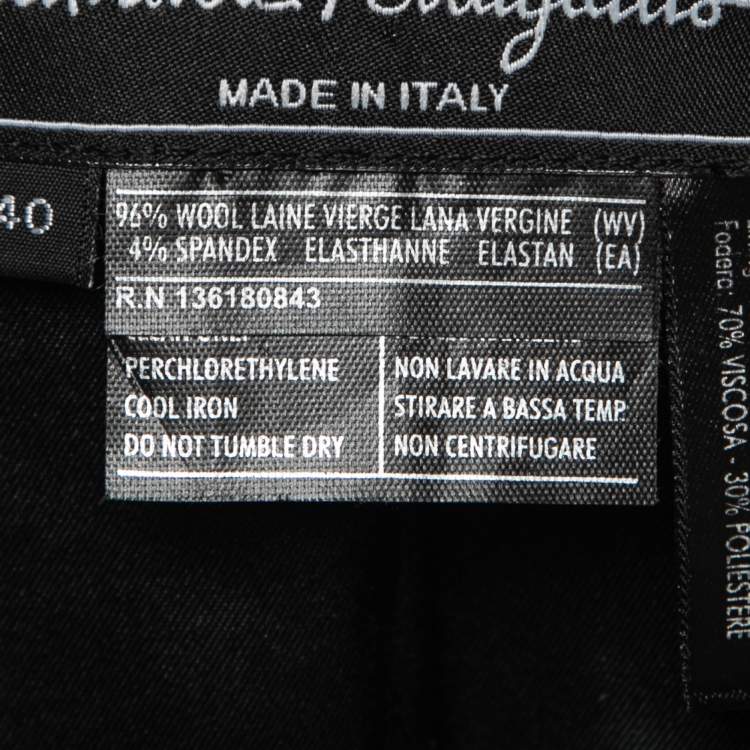 MADE IN ITALY
40
96% WOOL LAINE VIERGE LANA VERGINE (WV)
4% SPANDEX ELASTHANNE ELASTAN (EA)
R.N 136180843
PERCHLORETHYLENE
COOL IRON
DO NOT TUMBLE DRY
NON LAVARE IN ACQUA
STIRARE A BASSA TEMP.
NON CENTRIFUGARE
70% VISCOSA - 30% POLIESTERE